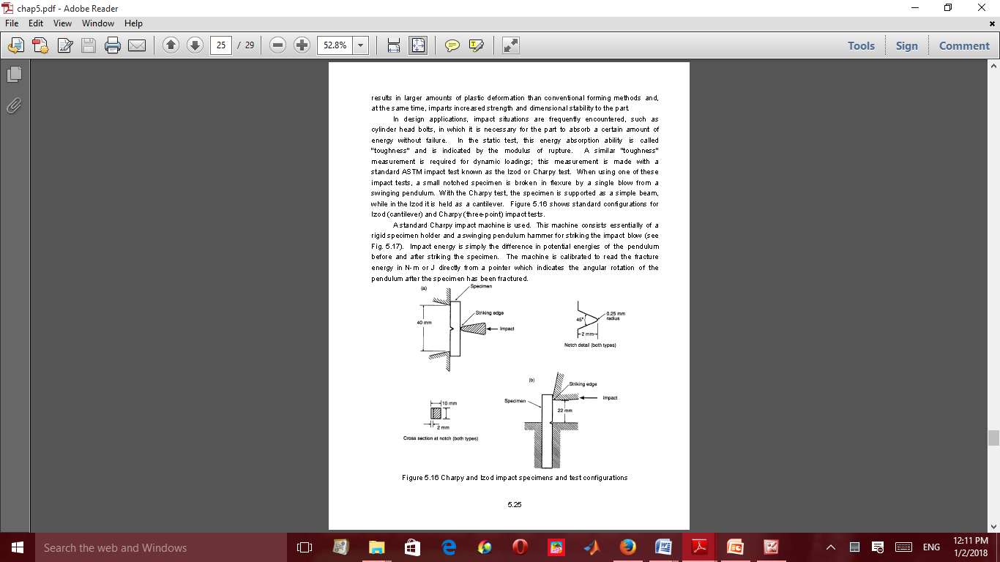 chap5.pdf - Adobe Reader
File Edit View Window Help
25 / 29
52.8%
Tools Sign Comment
results in larger amounts of plastic deformation than conventional forming methods and,
at the same time, imparts increased strength and dimensional stability to the part.
In design applications, impact situations are frequently encountered, such as
cylinder head bolts, in which it is necessary for the part to absorb a certain amount of
energy without failure. In the static test, this energy absorption ability is called
"toughness" and is indicated by the modulus of rupture. A similar "toughness"
measurement is required for dynamic loadings; this measurement is made with a
standard ASTM impact test known as the Izod or Charpy test. When using one of these
impact tests, a small notched specimen is broken in flexure by a single blow from a
swinging pendulum. With the Charpy test, the specimen is supported as a simple beam,
while in the Izod it is held as a cantilever. Figure 5.16 shows standard configurations for
Izod (cantilever) and Charpy (three-point) impact tests.
A standard Charpy impact machine is used. This machine consists essentially of a
rigid specimen holder and a swinging pendulum hammer for striking the impact blow (see
Fig. 5.17). Impact energy is simply the difference in potential energies of the pendulum
before and after striking the specimen. The machine is calibrated to read the fracture
energy in N-m or J directly from a pointer which indicates the angular rotation of the
pendulum after the specimen has been fractured.
(a)
Specimen
Striking edge
40 mm
Impact
45°
0.25 mm
radius
2 mm
Notch detail (both types)
(b)
Striking edge
Specimen
Impact
22 mm
10 mm
2 mm
Cross section at notch (both types)
Figure 5.16 Charpy and Izod impact specimens and test configurations
5.25
Search the web and Windows
ENG
12:11 PM
1/2/2018